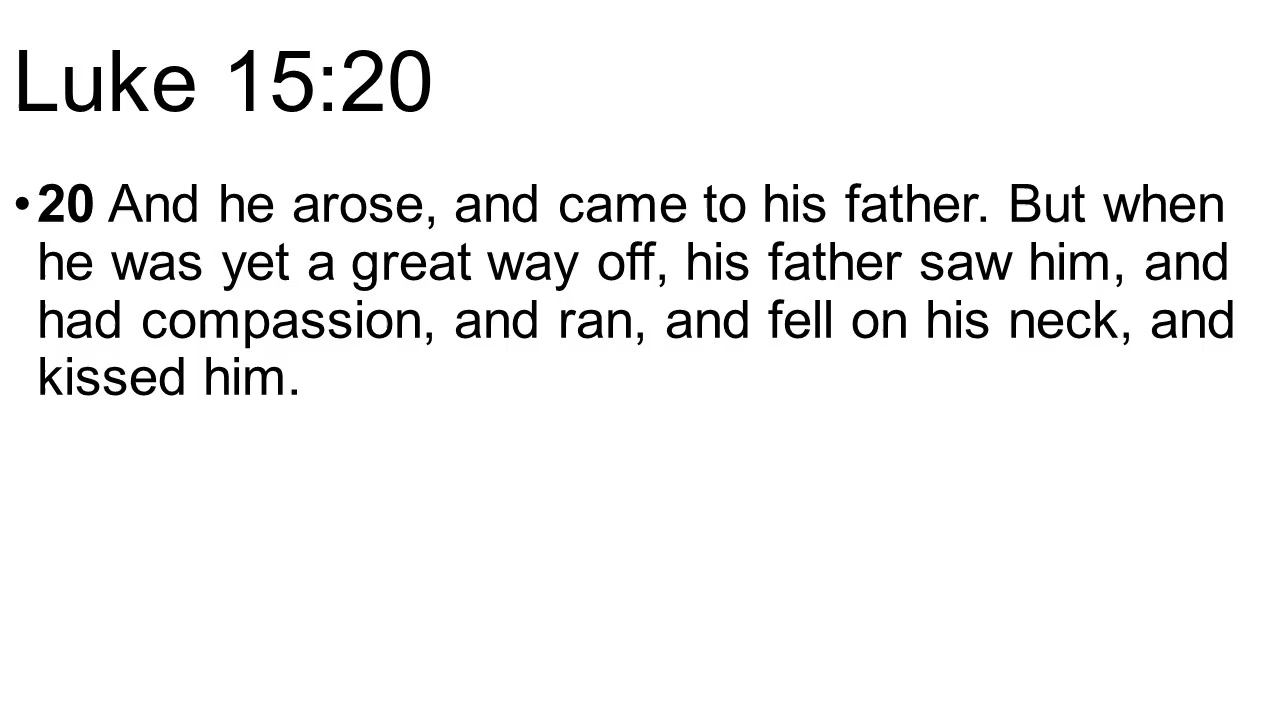 Luke 15:20
•20 And he arose, and came to his father. But when
he was yet a great way off, his father saw him, and
had compassion, and ran, and fell on his neck, and
kissed him.